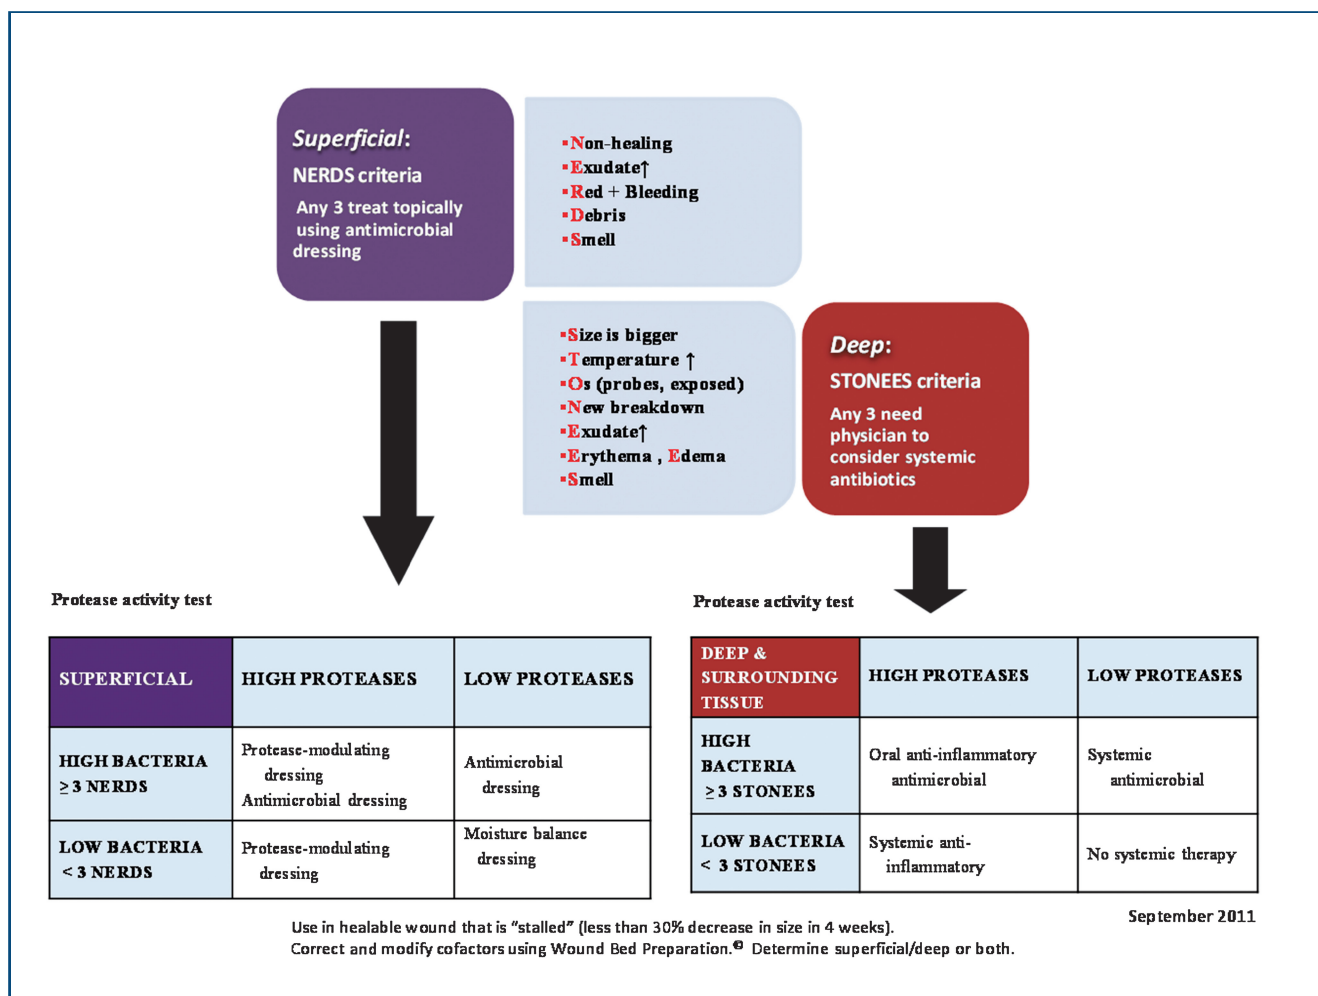 Superficial:
NERDS criteria
Any 3 treat topically
using antimicrobial
dressing
▪Non-healing
▪Exudate↑
▪Red + Bleeding
▪Debris
▪Smell
▪Size is bigger
▪Temperature ↑
▪Os (probes, exposed)
▪New breakdown
▪Exudate↑
▪Erythema , Edema
▪Smell
Deep:
STONEES criteria
Any 3 need
physician to
consider systemic
antibiotics
Protease activity test
SUPERFICIAL
HIGH PROTEASES
LOW PROTEASES
HIGH BACTERIA
≥ 3 NERDS
Protease-modulating
dressing
Antimicrobial dressing
Antimicrobial
dressing
LOW BACTERIA
< 3 NERDS
Protease-modulating
dressing
Moisture balance
dressing
Protease activity test
DEEP &
SURROUNDING
TISSUE
HIGH PROTEASES
LOW PROTEASES
HIGH
BACTERIA
≥ 3 STONEES
Oral anti-inflammatory
antimicrobial
Systemic
antimicrobial
LOW BACTERIA
< 3 STONEES
Systemic anti-
inflammatory
No systemic therapy
September 2011
Use in healable wound that is “stalled” (less than 30% decrease in size in 4 weeks).
Correct and modify cofactors using Wound Bed Preparation.© Determine superficial/deep or both.